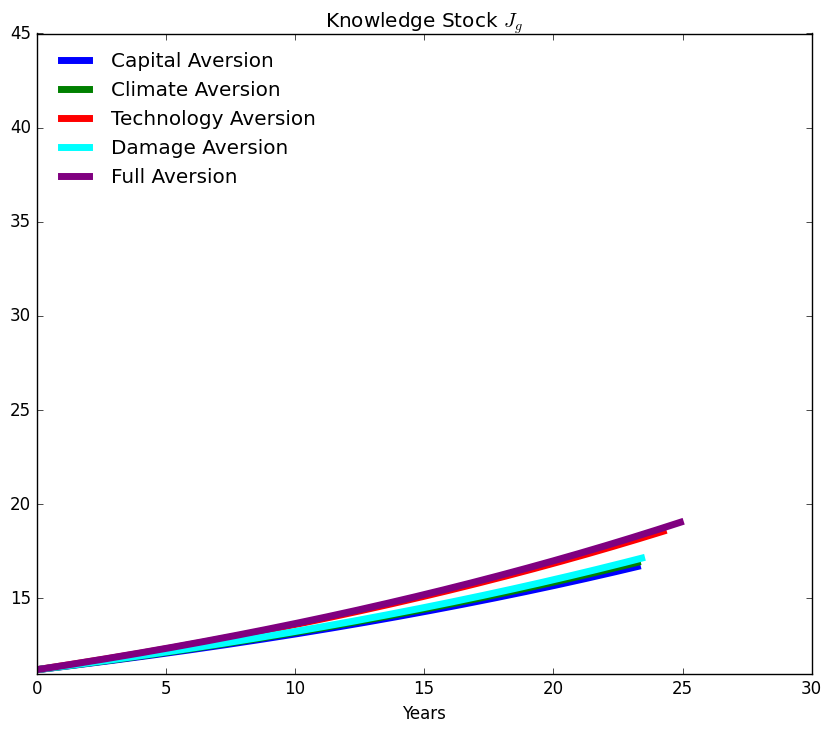 Knowledge Stock J_g
45
40
35
30
25
20
15
Capital Aversion
Climate Aversion
Technology Aversion
Damage Aversion
Full Aversion
0 5 10 15 20 25 30
Years